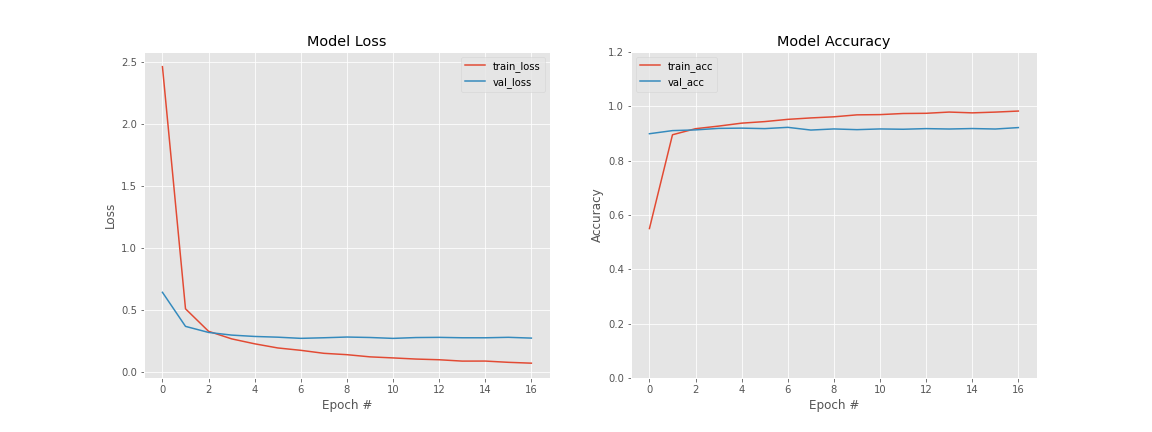 Model Loss
train_loss
val_loss
2.5
2.0
1.5
1.0
0.5
0.0
Loss
0 2 4 6 8 10 12 14 16
Epoch #
Model Accuracy
train_acc
val_acc
1.2
1.0
0.8
0.6
0.4
0.2
0.0
Accuracy
0 2 4 6 8 10 12 14 16
Epoch #